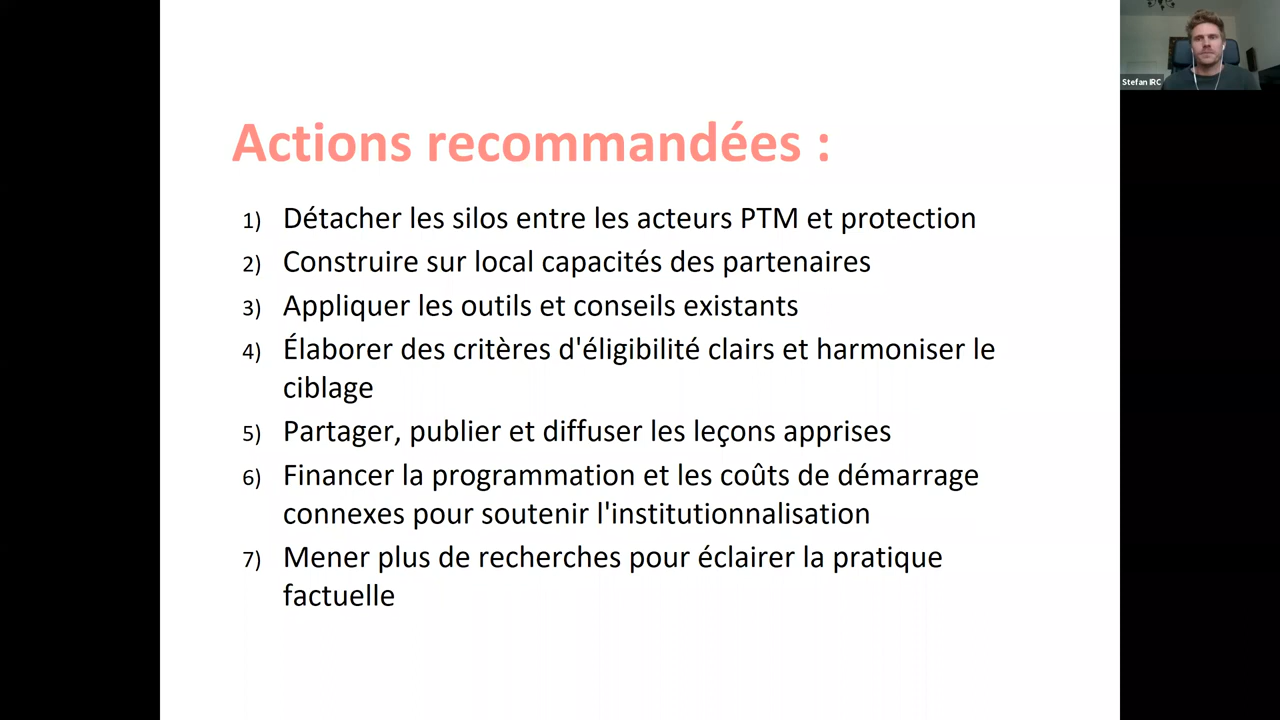 Actions recommandées :
1) Détacher les silos entre les acteurs PTM et protection
2) Construire sur local capacités des partenaires
3) Appliquer les outils et conseils existants
4) Élaborer des critères d'éligibilité clairs et harmoniser le
ciblage
5) Partager, publier et diffuser les leçons apprises
6) Financer la programmation et les coûts de démarrage
connexes pour soutenir l'institutionnalisation
7) Mener plus de recherches pour éclairer la pratique
factuelle
Stefan IRC